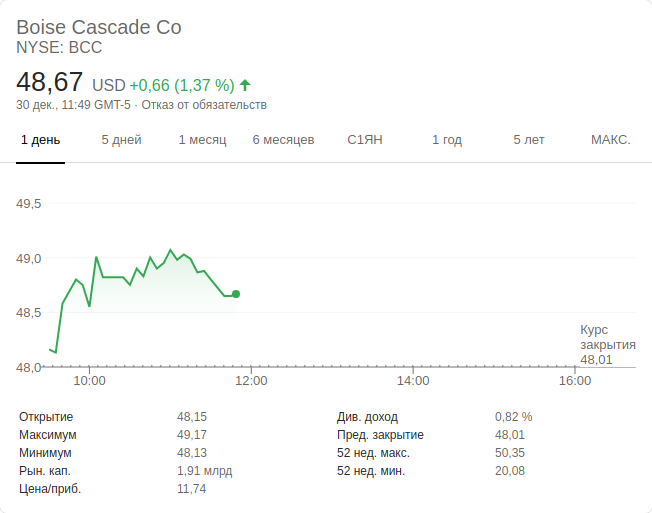 Boise Cascade Co
NYSE: BCC
48,67 USD +0,66 (1,37 %)
30 дек., 11:49 GMT-5 · Отказ от обязательств
1 день 5 дней 1 месяц 6 месяцев С1ЯН 1 год 5 лет МАКС.
49,5
49,0
48,5
Курс
закрытия
48,01
48,0
10:00 12:00 14:00 16:00
Открытие 48,15 Див. доход 0,82 %
Максимум 49,17 Пред. закрытие 48,01
Минимум 48,13 52 нед. макс. 50,35
Рын. кап. 1,91 млрд 52 нед. мин. 20,08
Цена/приб. 11,74